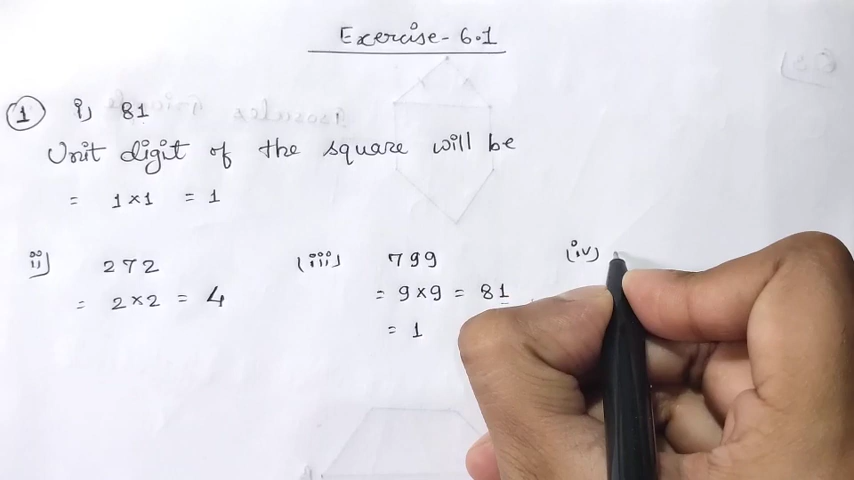 Exercise-6.1
1 i) 81
Unit digit of the square will be
= 1×1 = 1
ii) 272
= 2×2 = 4
(iii) 799
= 9×9 = 81
= 1
(iv)